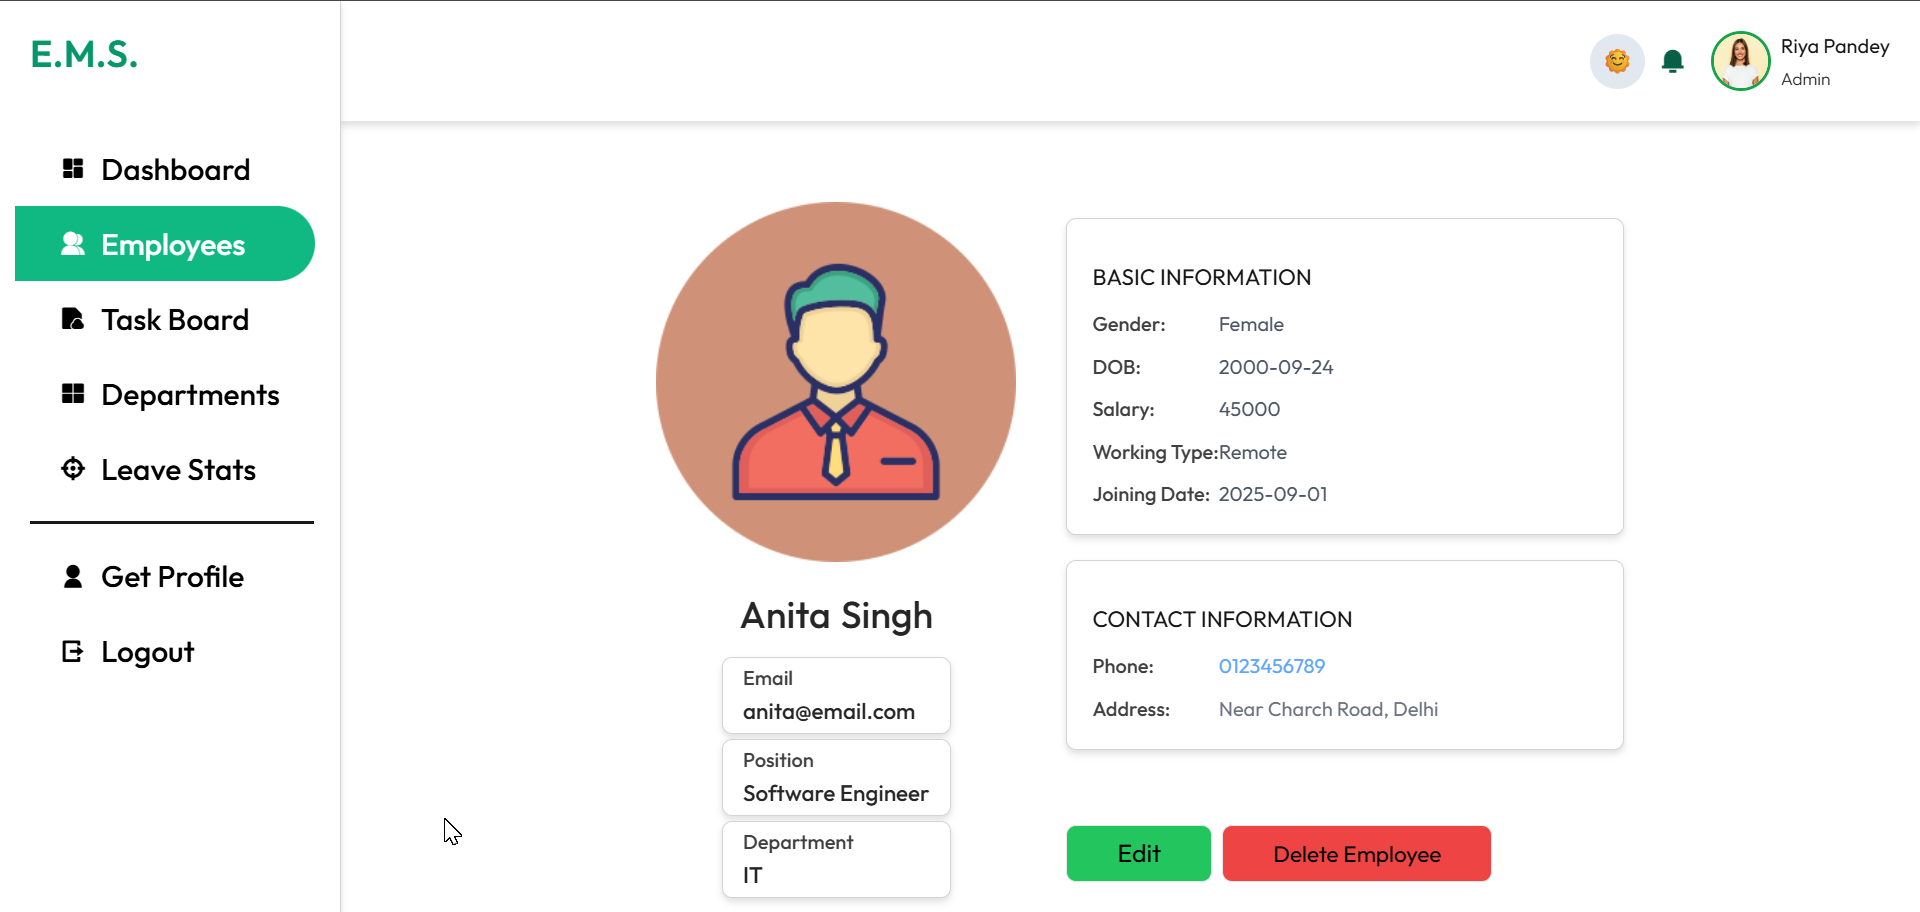 E.M.S.
Riya Pandey
Admin
Dashboard
Employees
Task Board
Departments
Leave Stats
Get Profile
Logout
Anita Singh
Email
anita@email.com
Position
Software Engineer
Department
IT
BASIC INFORMATION
Gender: Female
DOB: 2000-09-24
Salary: 45000
Working Type: Remote
Joining Date: 2025-09-01
CONTACT INFORMATION
Phone: 0123456789
Address: Near Charch Road, Delhi
Edit Delete Employee